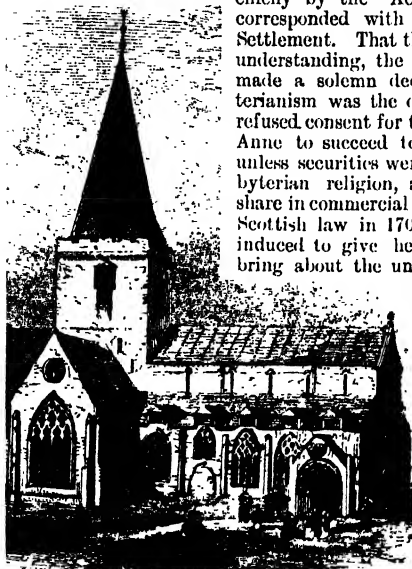 chiefly by the "Ac
corresponded with
Settlement. That t
understanding, the
made a solemn dec
terianism was the o
refused consent for t
Anne to succeed to
unless securities wer
byterian religion,
share in commercial
Scottish law in 170
induced to give he
bring about the un